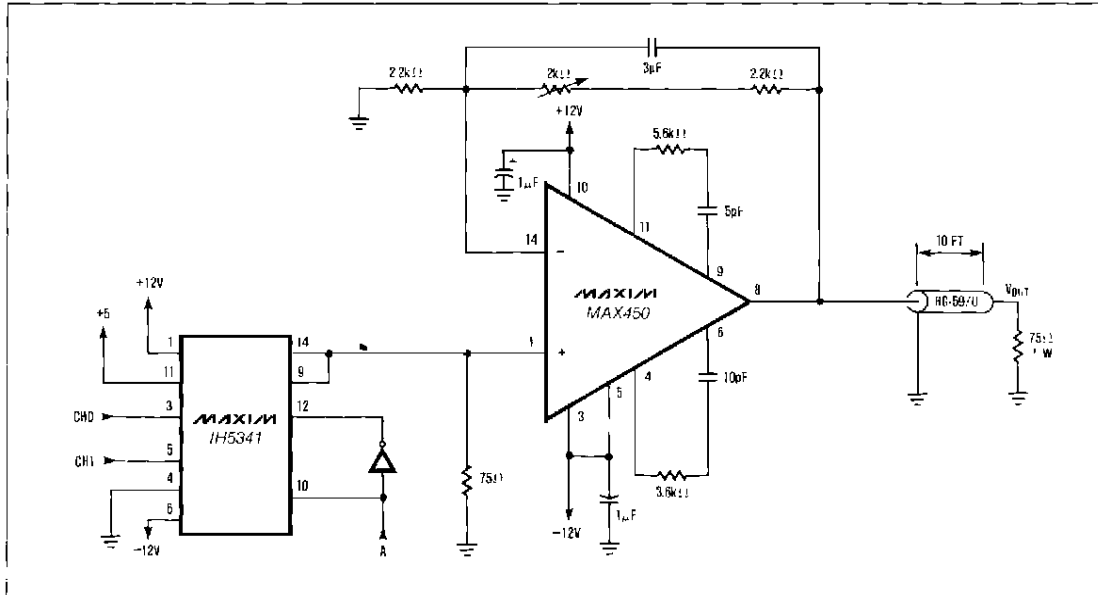 3µF
2.2kΩ
2kΩ
2.2kΩ
+12V
5.6kΩ
1µF
+
10
11
5pF
14
−
9
10 FT
MAXIM
MAX450
8
RG-59/U
VOUT
+12V
+5
1
14
1
+
6
75Ω
11
9
4
10pF
3
5
CH0
3
MAXIM
IH5341
12
CH1
5
4
10
75Ω
3.6kΩ
1µF
6
−12V
A
−12V